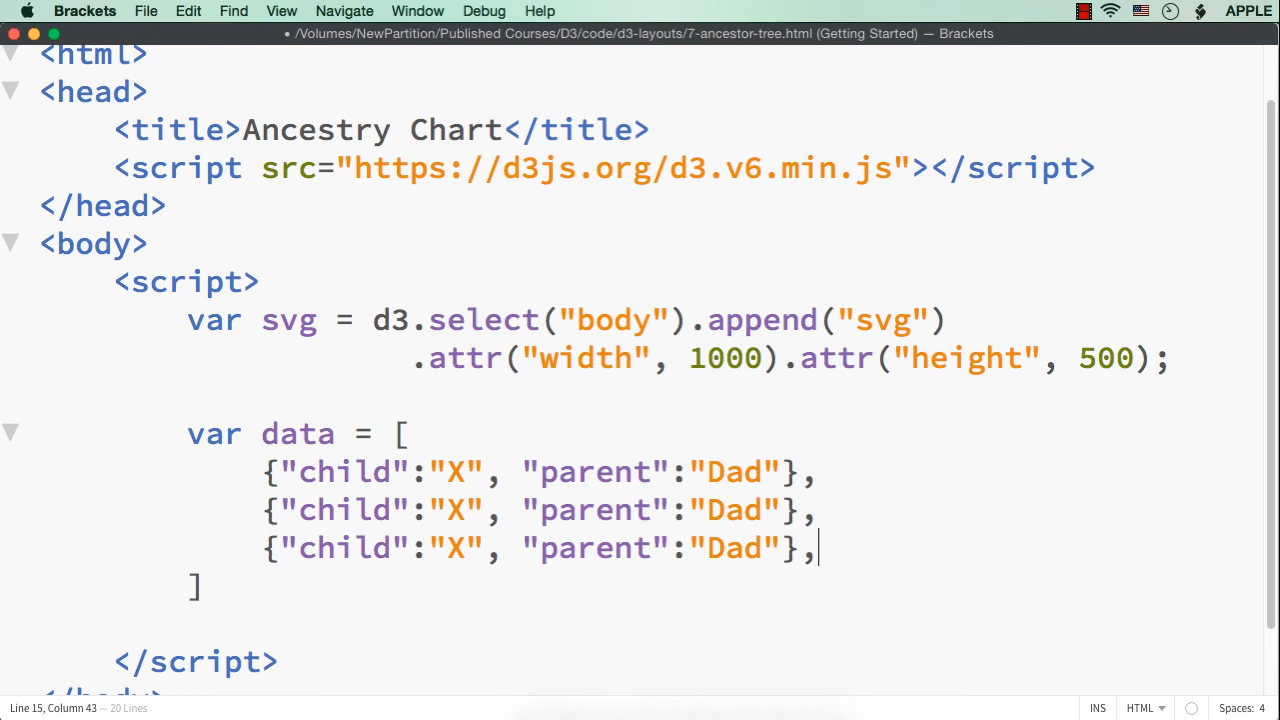 Brackets File Edit Find View Navigate Window Debug Help APPLE
• /Volumes/NewPartition/Published Courses/D3/code/d3-layouts/7-ancestor-tree.html (Getting Started) — Brackets
<html>
<head>
<title>Ancestry Chart</title>
<script src="https://d3js.org/d3.v6.min.js"></script>
</head>
<body>
<script>
var svg = d3.select("body").append("svg")
.attr("width", 1000).attr("height", 500);
var data = [
{"child":"X", "parent":"Dad"},
{"child":"X", "parent":"Dad"},
{"child":"X", "parent":"Dad"},
]
</script>
</body>
Line 15, Column 43 — 20 Lines INS HTML Spaces: 4